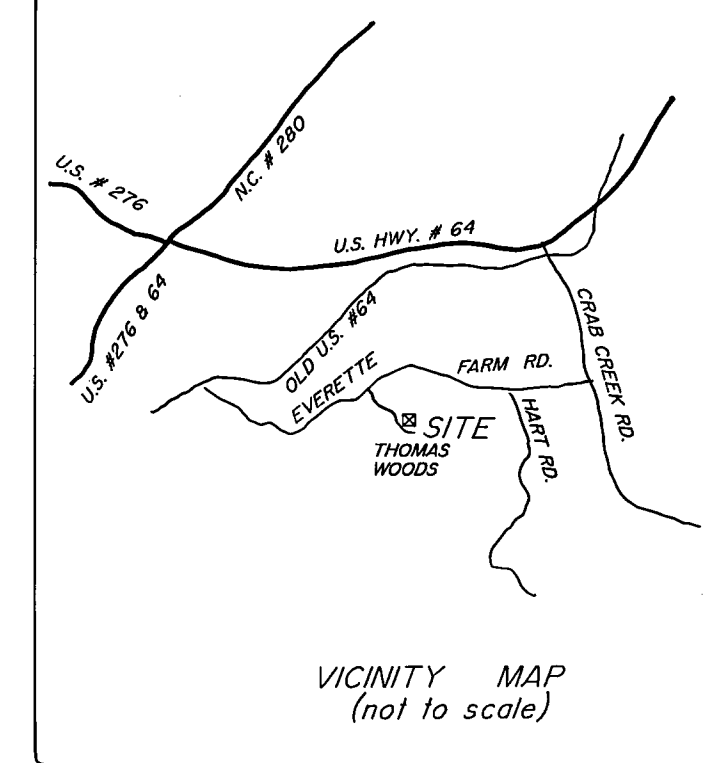 U.S. # 276
N.C. # 280
U.S. HWY. # 64
U.S. #276 & 64
OLD U.S. #64
CRAB CREEK RD.
EVERETTE FARM RD.
HART RD.
SITE
THOMAS
WOODS
VICINITY MAP
(not to scale)